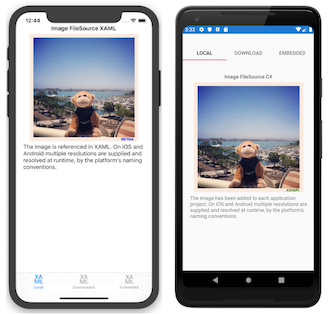 12:44
Image FileSource XAML
RETINA
The image is referenced in XAML. On iOS and
Android multiple resolutions are supplied and
resolved at runtime, by the platform's naming
conventions.
XA
ML
Local
XA
ML
Downloaded
XA
ML
Embedded
3:33
LOCAL
DOWNLOAD
EMBEDDED
Image FileSource C#
XXHDPI
The image has been added to each application
project. On iOS and Android multiple resolutions are
supplied and resolved at runtime, by the platform's
naming conventions.